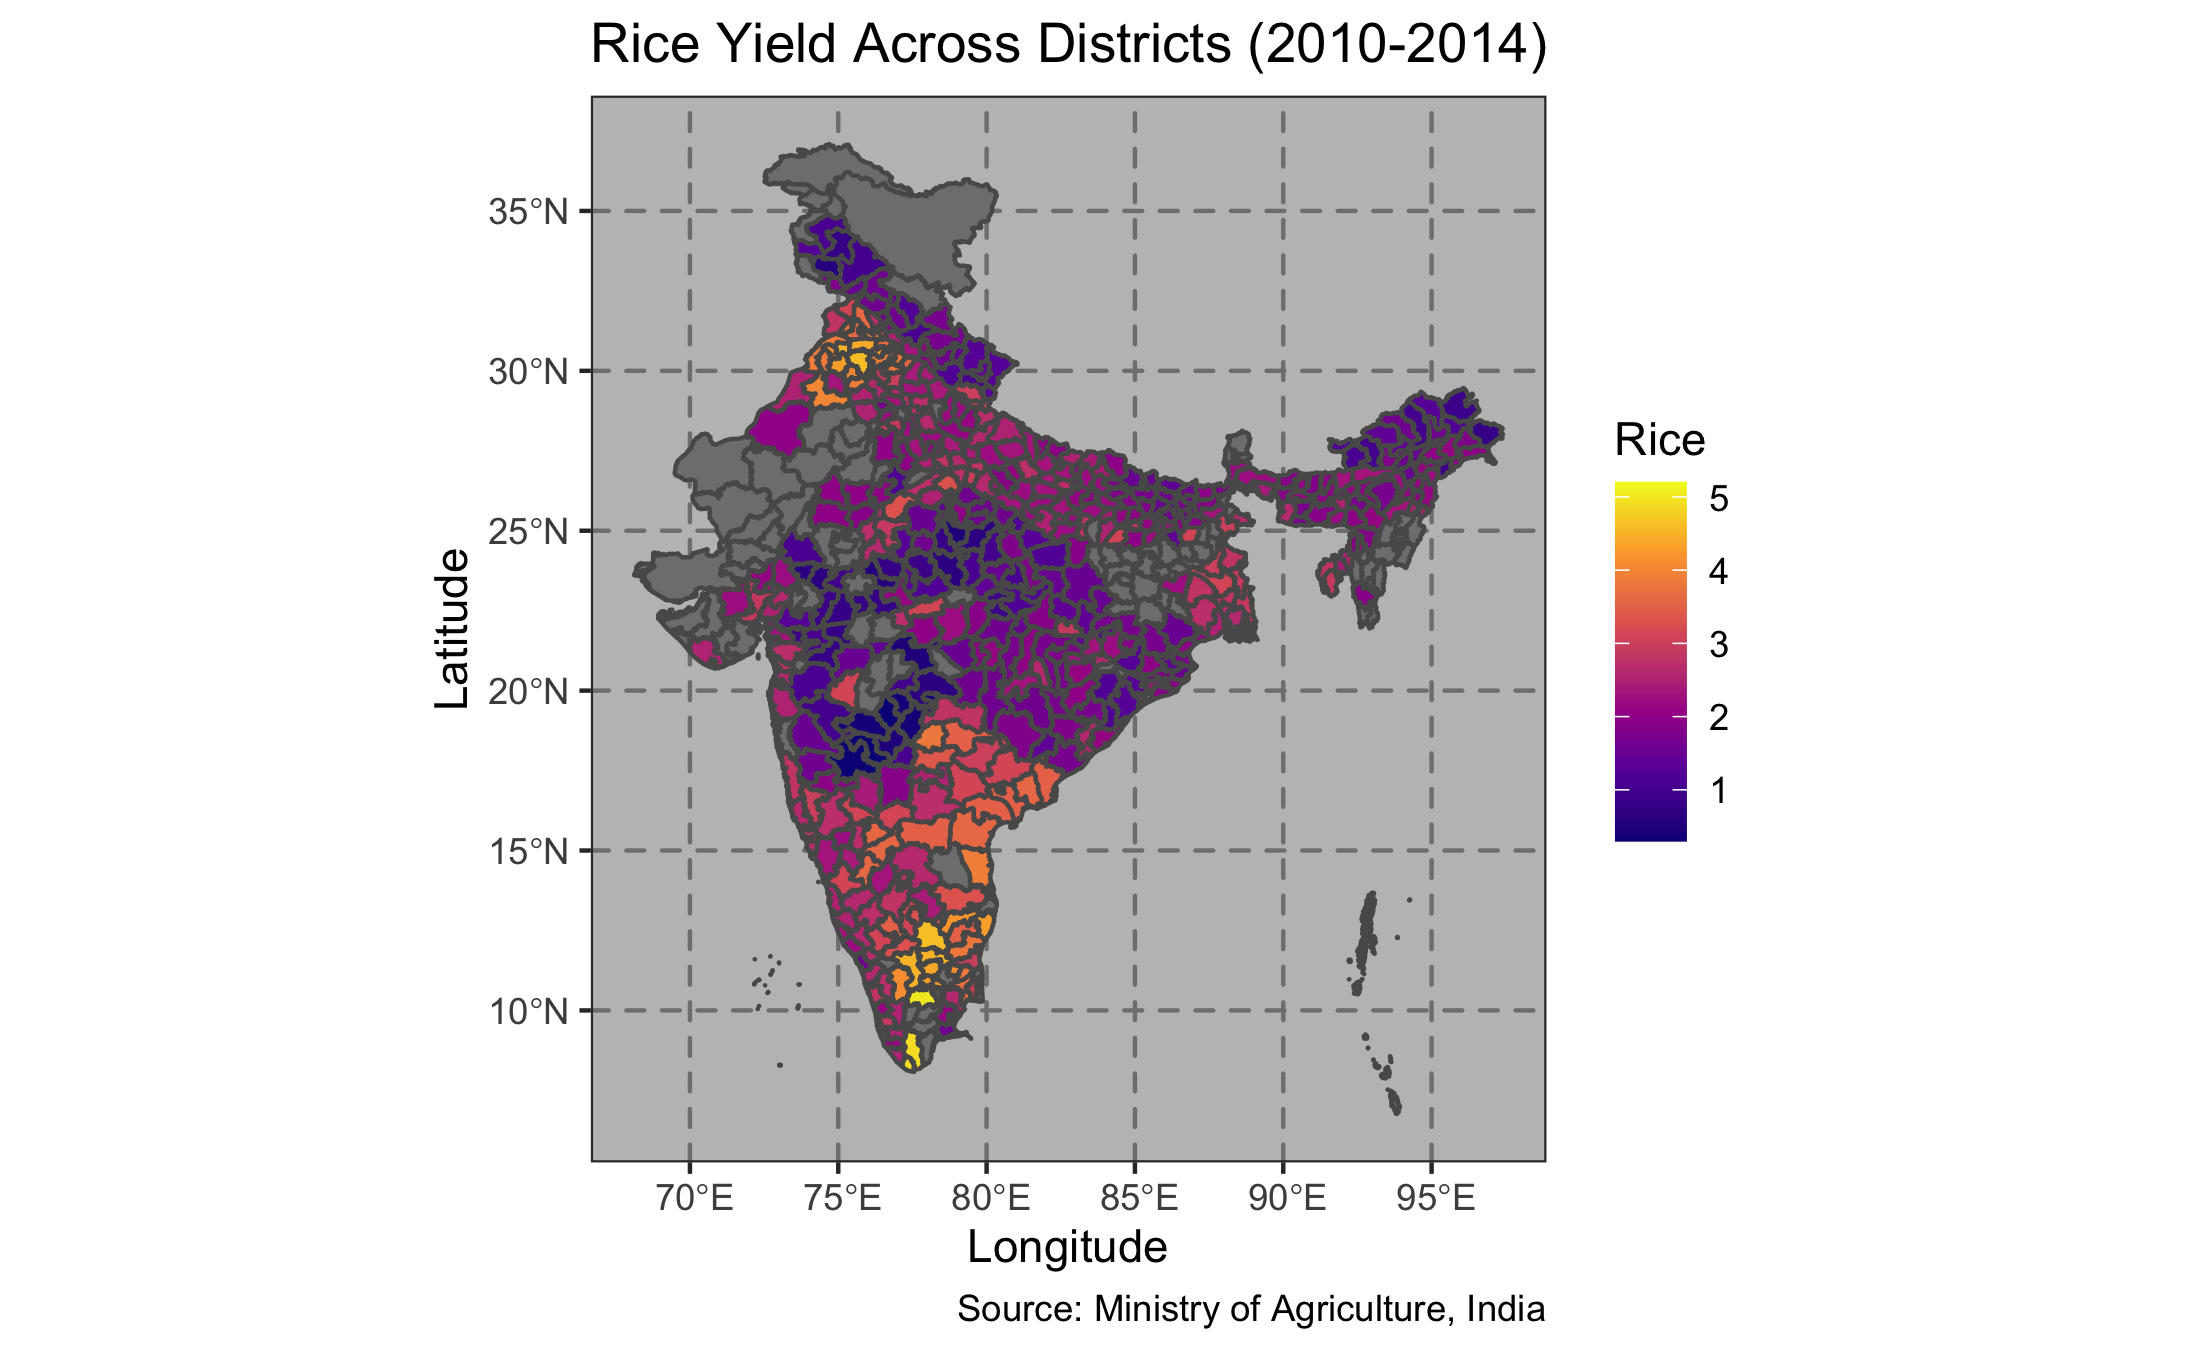 Rice Yield Across Districts (2010-2014)
35°N
30°N
25°N
20°N
15°N
10°N
Latitude
70°E 75°E 80°E 85°E 90°E 95°E
Longitude
Rice
5
4
3
2
1
Source: Ministry of Agriculture, India